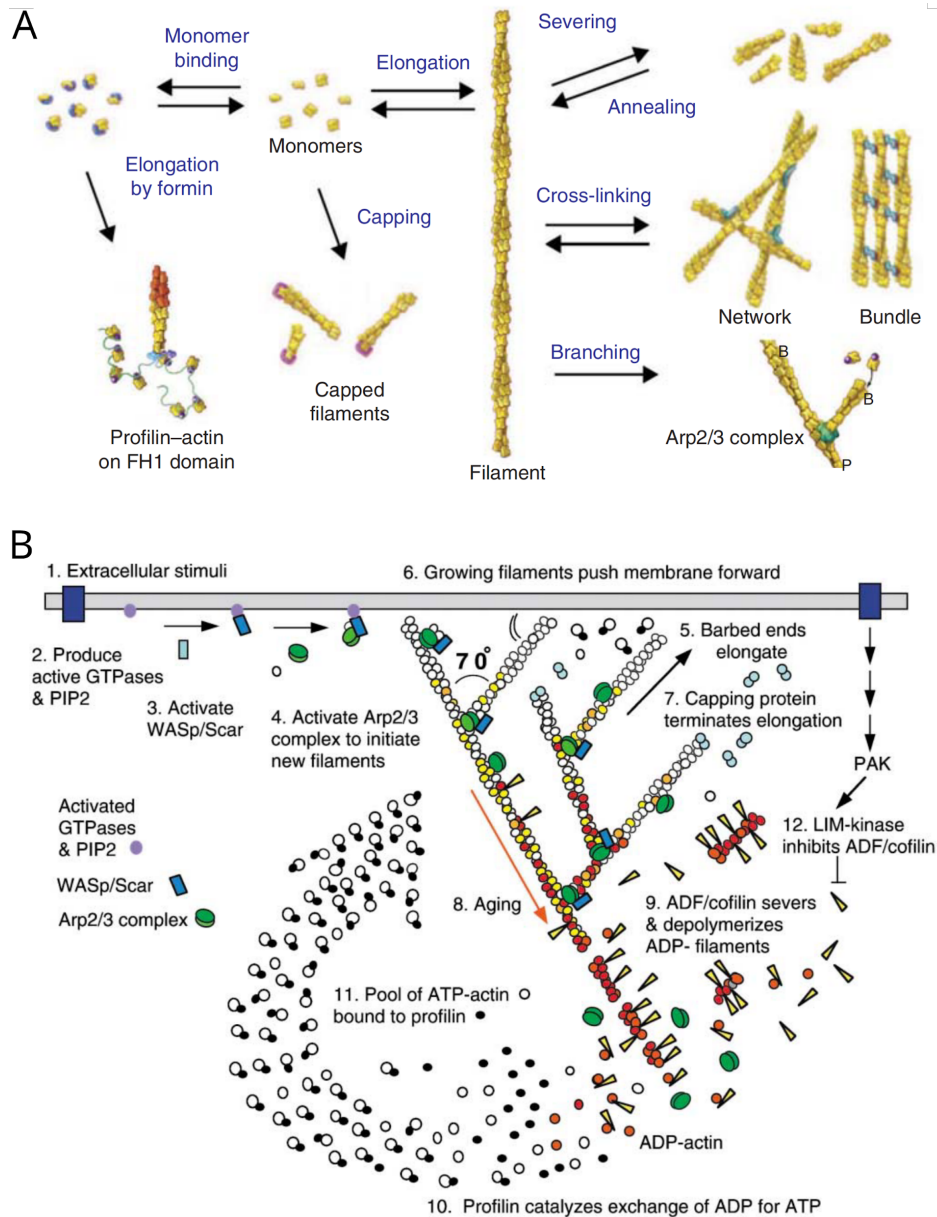 A
Monomer
binding
Elongation
Severing
Annealing
Monomers
Elongation
by formin
Capping
Cross-linking
Network
Bundle
Branching
B
B
Arp2/3 complex
P
Capped
filaments
Profilin–actin
on FH1 domain
Filament
B
1. Extracellular stimuli
6. Growing filaments push membrane forward
2. Produce
active GTPases
& PIP2
3. Activate
WASp/Scar
4. Activate Arp2/3
complex to initiate
new filaments
70°
5. Barbed ends
elongate
7. Capping protein
terminates elongation
PAK
12. LIM-kinase
inhibits ADF/cofilin
Activated
GTPases
& PIP2
WASp/Scar
Arp2/3 complex
8. Aging
9. ADF/cofilin severs
& depolymerizes
ADP- filaments
11. Pool of ATP-actin
bound to profilin
ADP-actin
10. Profilin catalyzes exchange of ADP for ATP